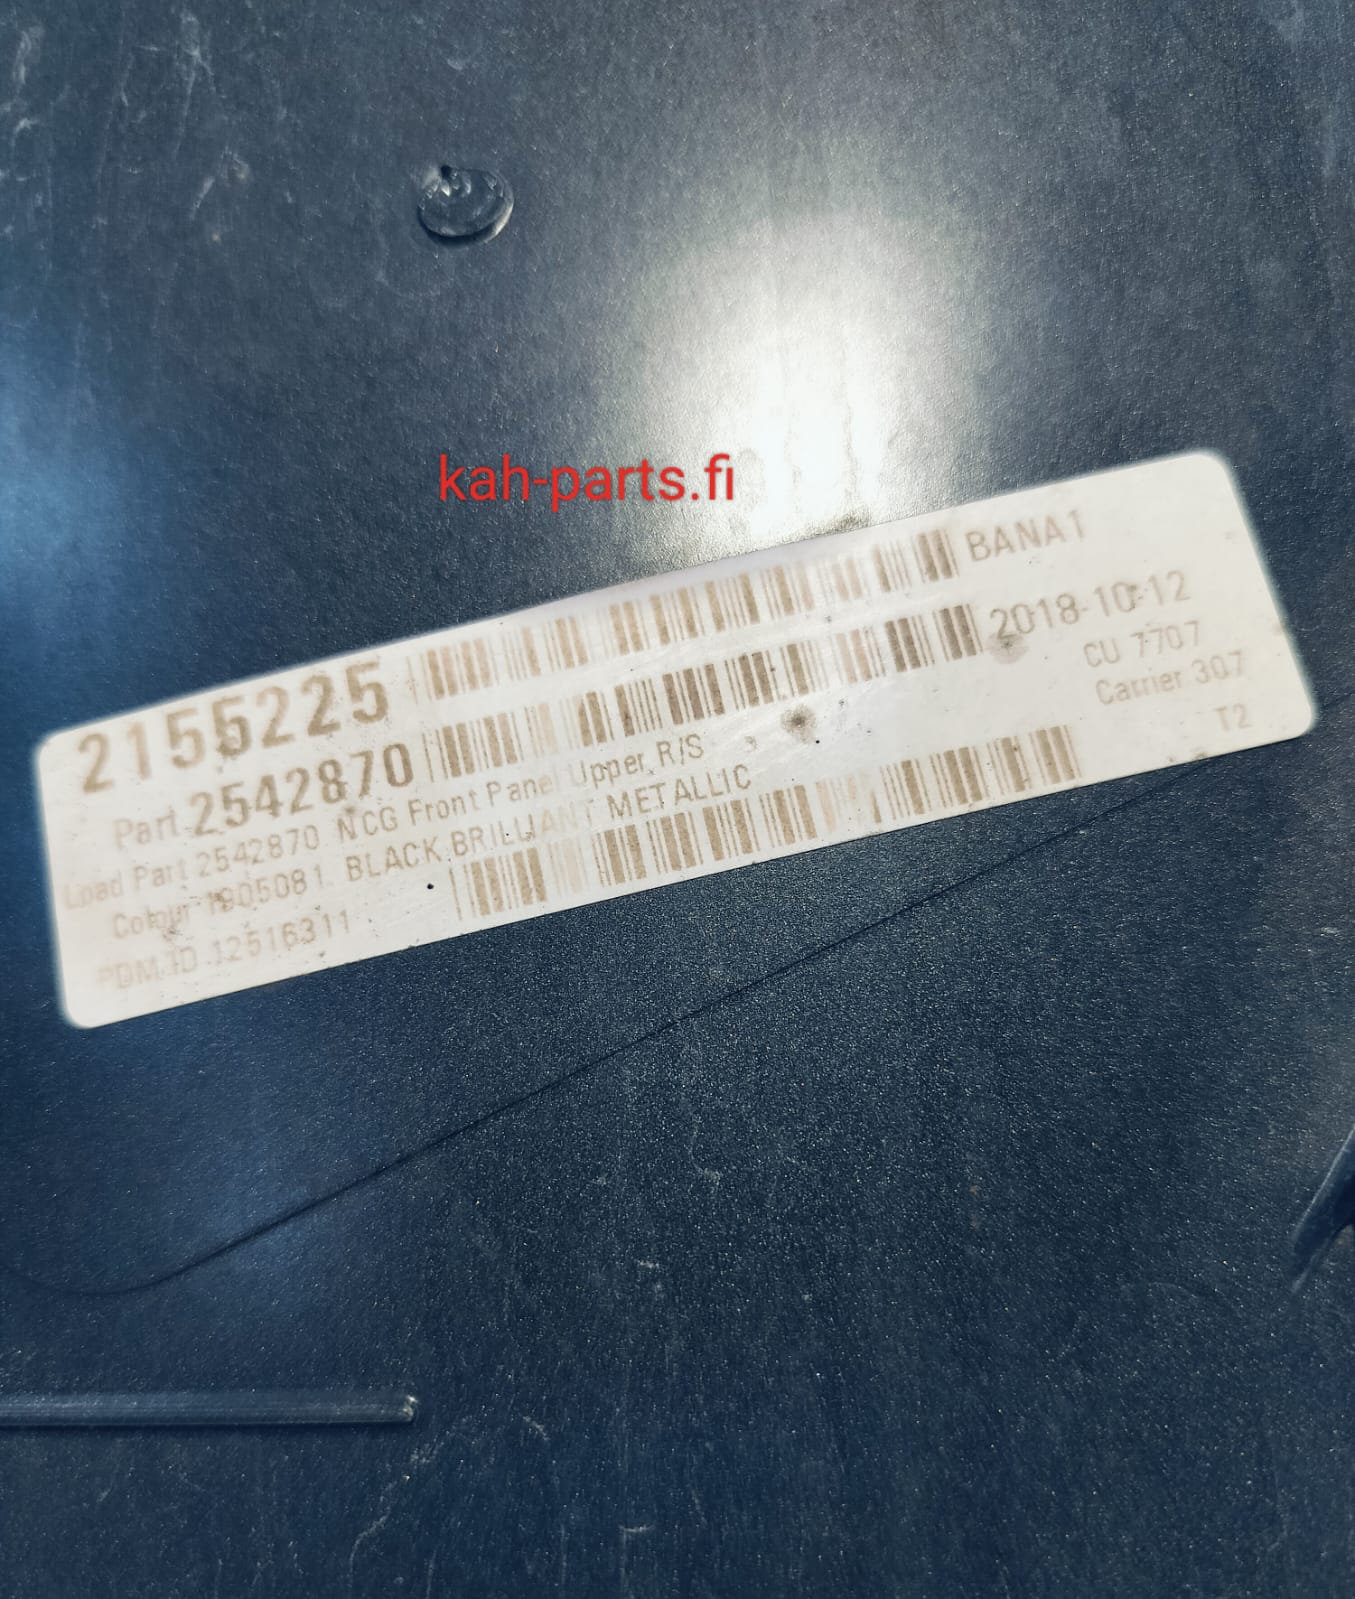 kah-parts.fi
2155225 BANA1
Part 2542870 2018-10-12
Load Part 2542870 NCG Front Panel Upper R/S CU 7707
Colour 1905081 BLACK BRILLIANT METALLIC Carrier 307
PDM ID 12516311 T2